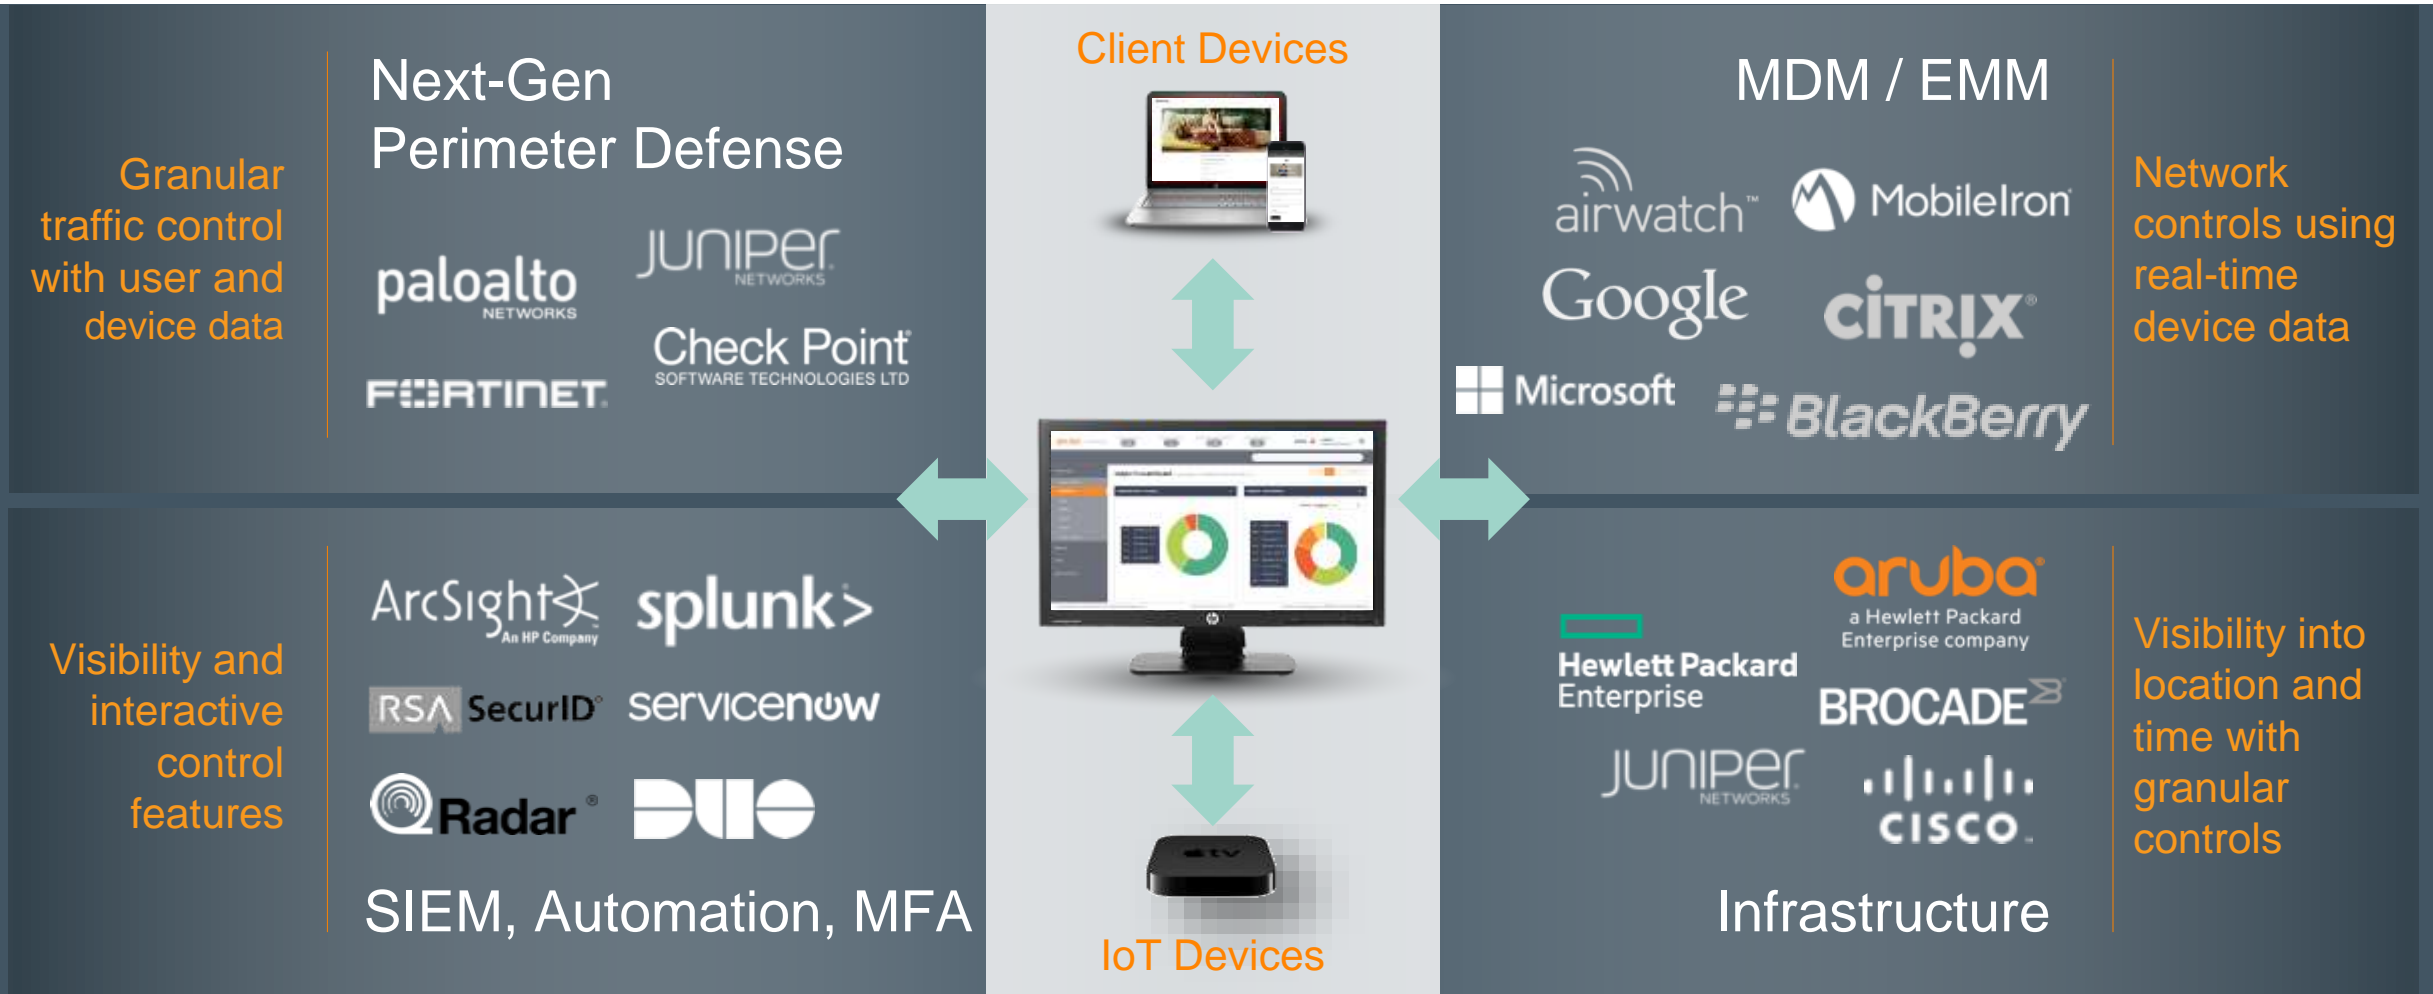 Granular
traffic control
with user and
device data
Next-Gen
Perimeter Defense
paloalto
NETWORKS
JUNIPER
NETWORKS
Check Point
SOFTWARE TECHNOLOGIES LTD
FORTINET
Client Devices
MDM / EMM
airwatch™
MobileIron
Google
CITRIX®
Microsoft
BlackBerry
Network
controls using
real-time
device data
Visibility and
interactive
control
features
ArcSight
An HP Company
splunk>
RSA SecurID®
servicenow
QRadar®
DUO
SIEM, Automation, MFA
hp
tv
IoT Devices
aruba
a Hewlett Packard
Enterprise company
Hewlett Packard
Enterprise
BROCADE
JUNIPER
NETWORKS
CISCO
Infrastructure
Visibility into
location and
time with
granular
controls